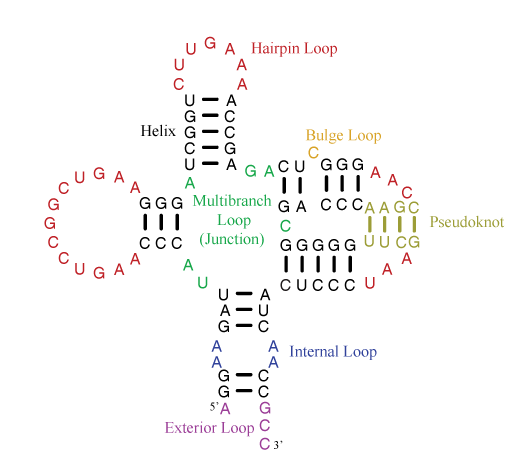 U G A
U A
C A
A
Hairpin Loop
U A
G C
G C
C G
U A
Helix
A
G A C U
C
G G G
A A C
Bulge Loop
G A C C C A A G C
Pseudoknot
C
G G G G G U U C G
C U C C C U A A
Multibranch
Loop
(Junction)
A A G U C G G C C U G A A
G G G
C C C
A
U
U A
A U
G C
A A
A A
Internal Loop
G C
G C
5’ A G
Exterior Loop C
C 3’